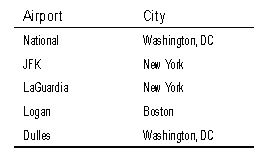 Airport City
National Washington, DC
JFK New York
LaGuardia New York
Logan Boston
Dulles Washington, DC